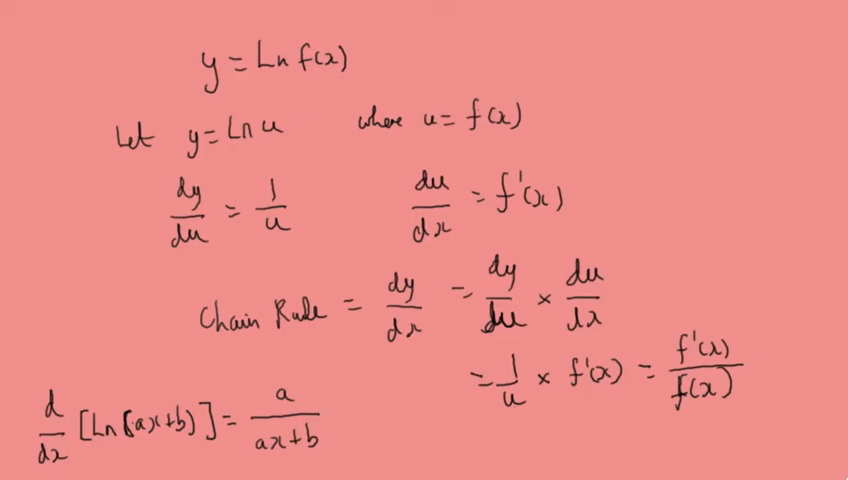 y = Ln f(x)
Let y = Ln u where u = f(x)
dy/du = 1/u du/dx = f'(x)
Chain Rule = dy/dx = dy/du × du/dx
= 1/u × f'(x) = f'(x)/f(x)
d/dx [Ln (ax+b)] = a/ax+b